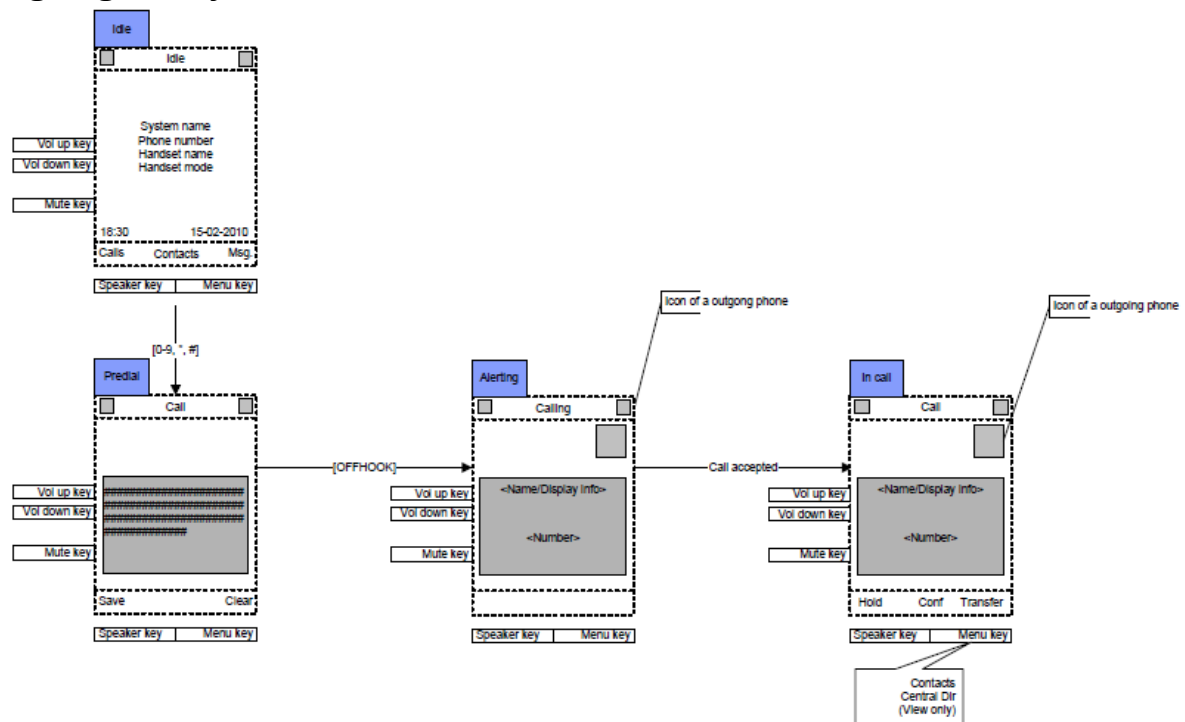 Idle
Idle
System name
Phone number
Handset name
Handset mode
Vol up key
Vol down key
Mute key
18:30 15-02-2010
Calls Contacts Msg.
Speaker key Menu key
[0-9, *, #]
Icon of a outgong phone
Icon of a outgoing phone
Predial
Call
Vol up key
Vol down key
Mute key
Save Clear
Speaker key Menu key
[OFFHOOK]
Alerting
Calling
Vol up key
Vol down key
Mute key
<Name/Display Info>
<Number>
Speaker key Menu key
Call accepted
In call
Call
Vol up key
Vol down key
Mute key
<Name/Display Info>
<Number>
Hold Conf Transfer
Speaker key Menu key
Contacts
Central Dir
(View only)